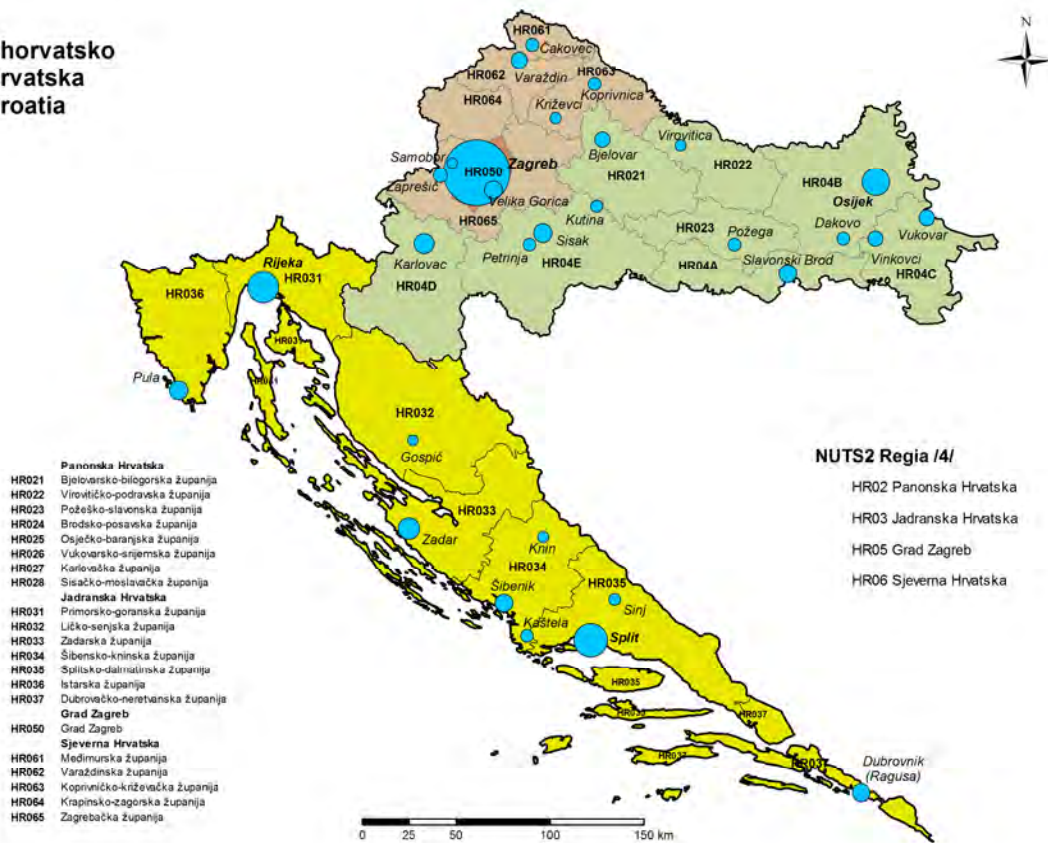 horvatsko
rvatska
roatia
N
HR061
Čakovec
HR062
Varaždin
HR063
Koprivnica
HR064
Križevci
Virovitica
Samobor
Zagreb
Bjelovar
HR022
HR050
HR021
HR04B
Zaprešić
Velika Gorica
Osijek
Kutina
HR065
HR023
Požega
Dakovo
Vukovar
Sisak
Karlovac
Petrinja
HR04E
HR04A
Slavonski Brod
Vinkovci
HR04C
Rijeka
HR031
HR036
HR04D
HR031
Pula
HR032
Gospić
HR033
Zadar
Knin
HR034
HR035
Šibenik
Sinj
Kaštela
Split
HR035
HR037
HR037
HR037
Dubrovnik
(Ragusa)
NUTS2 Regia /4/
HR02 Panonska Hrvatska
HR03 Jadranska Hrvatska
HR05 Grad Zagreb
HR06 Sjeverna Hrvatska
Panonska Hrvatska
HR021 Bjelovarsko-bilogorska županija
HR022 Virovitičko-podravska županija
HR023 Požeško-slavonska županija
HR024 Brodsko-posavska županija
HR025 Osječko-baranjska županija
HR026 Vukovarsko-srijemska županija
HR027 Karlovačka županija
HR028 Sisačko-moslavačka županija
Jadranska Hrvatska
HR031 Primorsko-goranska županija
HR032 Ličko-senjska županija
HR033 Zadarska županija
HR034 Šibensko-kninska županija
HR035 Splitsko-dalmatinska županija
HR036 Istarska županija
HR037 Dubrovačko-neretvanska županija
Grad Zagreb
HR050 Grad Zagreb
Sjeverna Hrvatska
HR061 Međimurska županija
HR062 Varaždinska županija
HR063 Koprivničko-križevačka županija
HR064 Krapinsko-zagorska županija
HR065 Zagrebačka županija
0 25 50 100 150 km